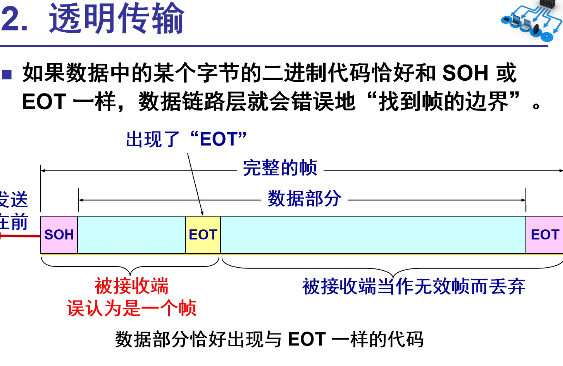 2. 透明传输
■ 如果数据中的某个字节的二进制代码恰好和 SOH 或
EOT 一样，数据链路层就会错误地“找到帧的边界”。
出现了“EOT”
完整的帧
数据部分
发送
在前
SOH
EOT
EOT
被接收端
误认为是一个帧
被接收端当作无效帧而丢弃
数据部分恰好出现与 EOT 一样的代码